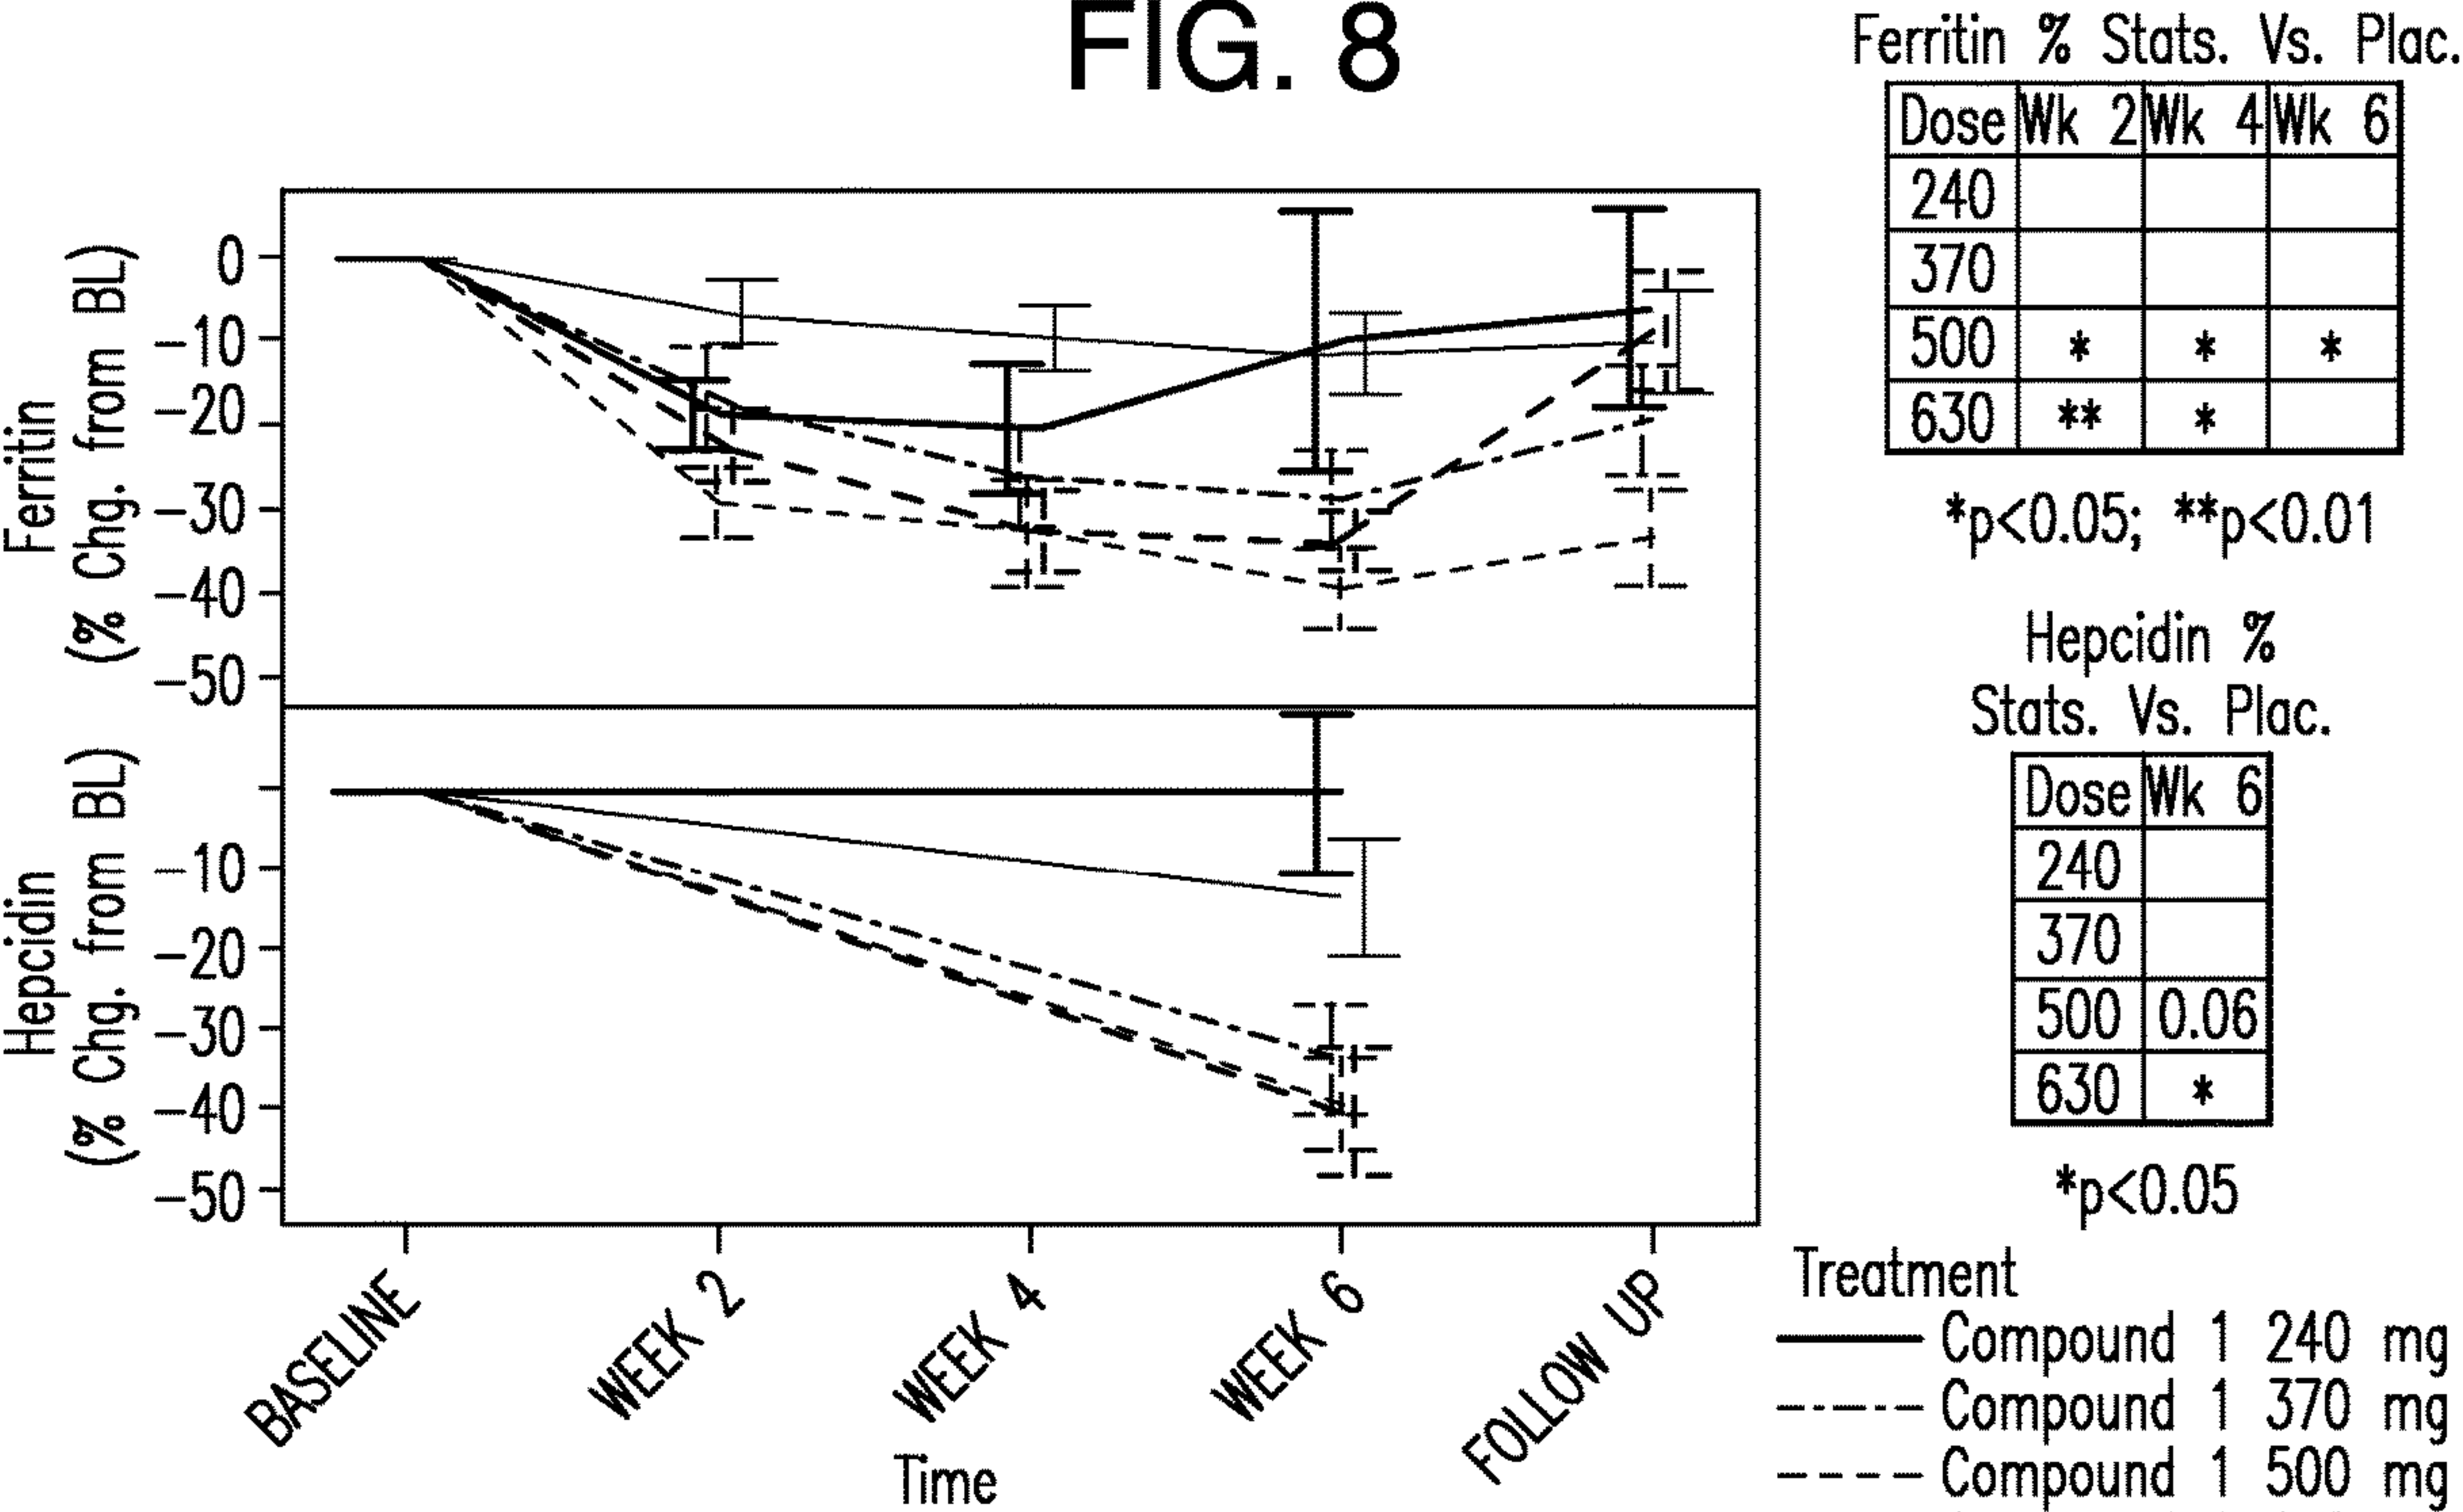 FIG. 8
Ferritin
(% Chg. from BL)
0
-10
-20
-30
-40
-50
Hepcidin
(% Chg. from BL)
-10
-20
-30
-40
-50
BASELINE
WEEK 2
WEEK 4
WEEK 6
FOLLOW UP
Time
Ferritin % Stats. Vs. Plac.
Dose Wk 2 Wk 4 Wk 6
240
370
500 * * *
630 ** *
*p<0.05; **p<0.01
Hepcidin %
Stats. Vs. Plac.
Dose Wk 6
240
370
500 0.06
630 *
*p<0.05
Treatment
Compound 1 240 mg
Compound 1 370 mg
Compound 1 500 mg